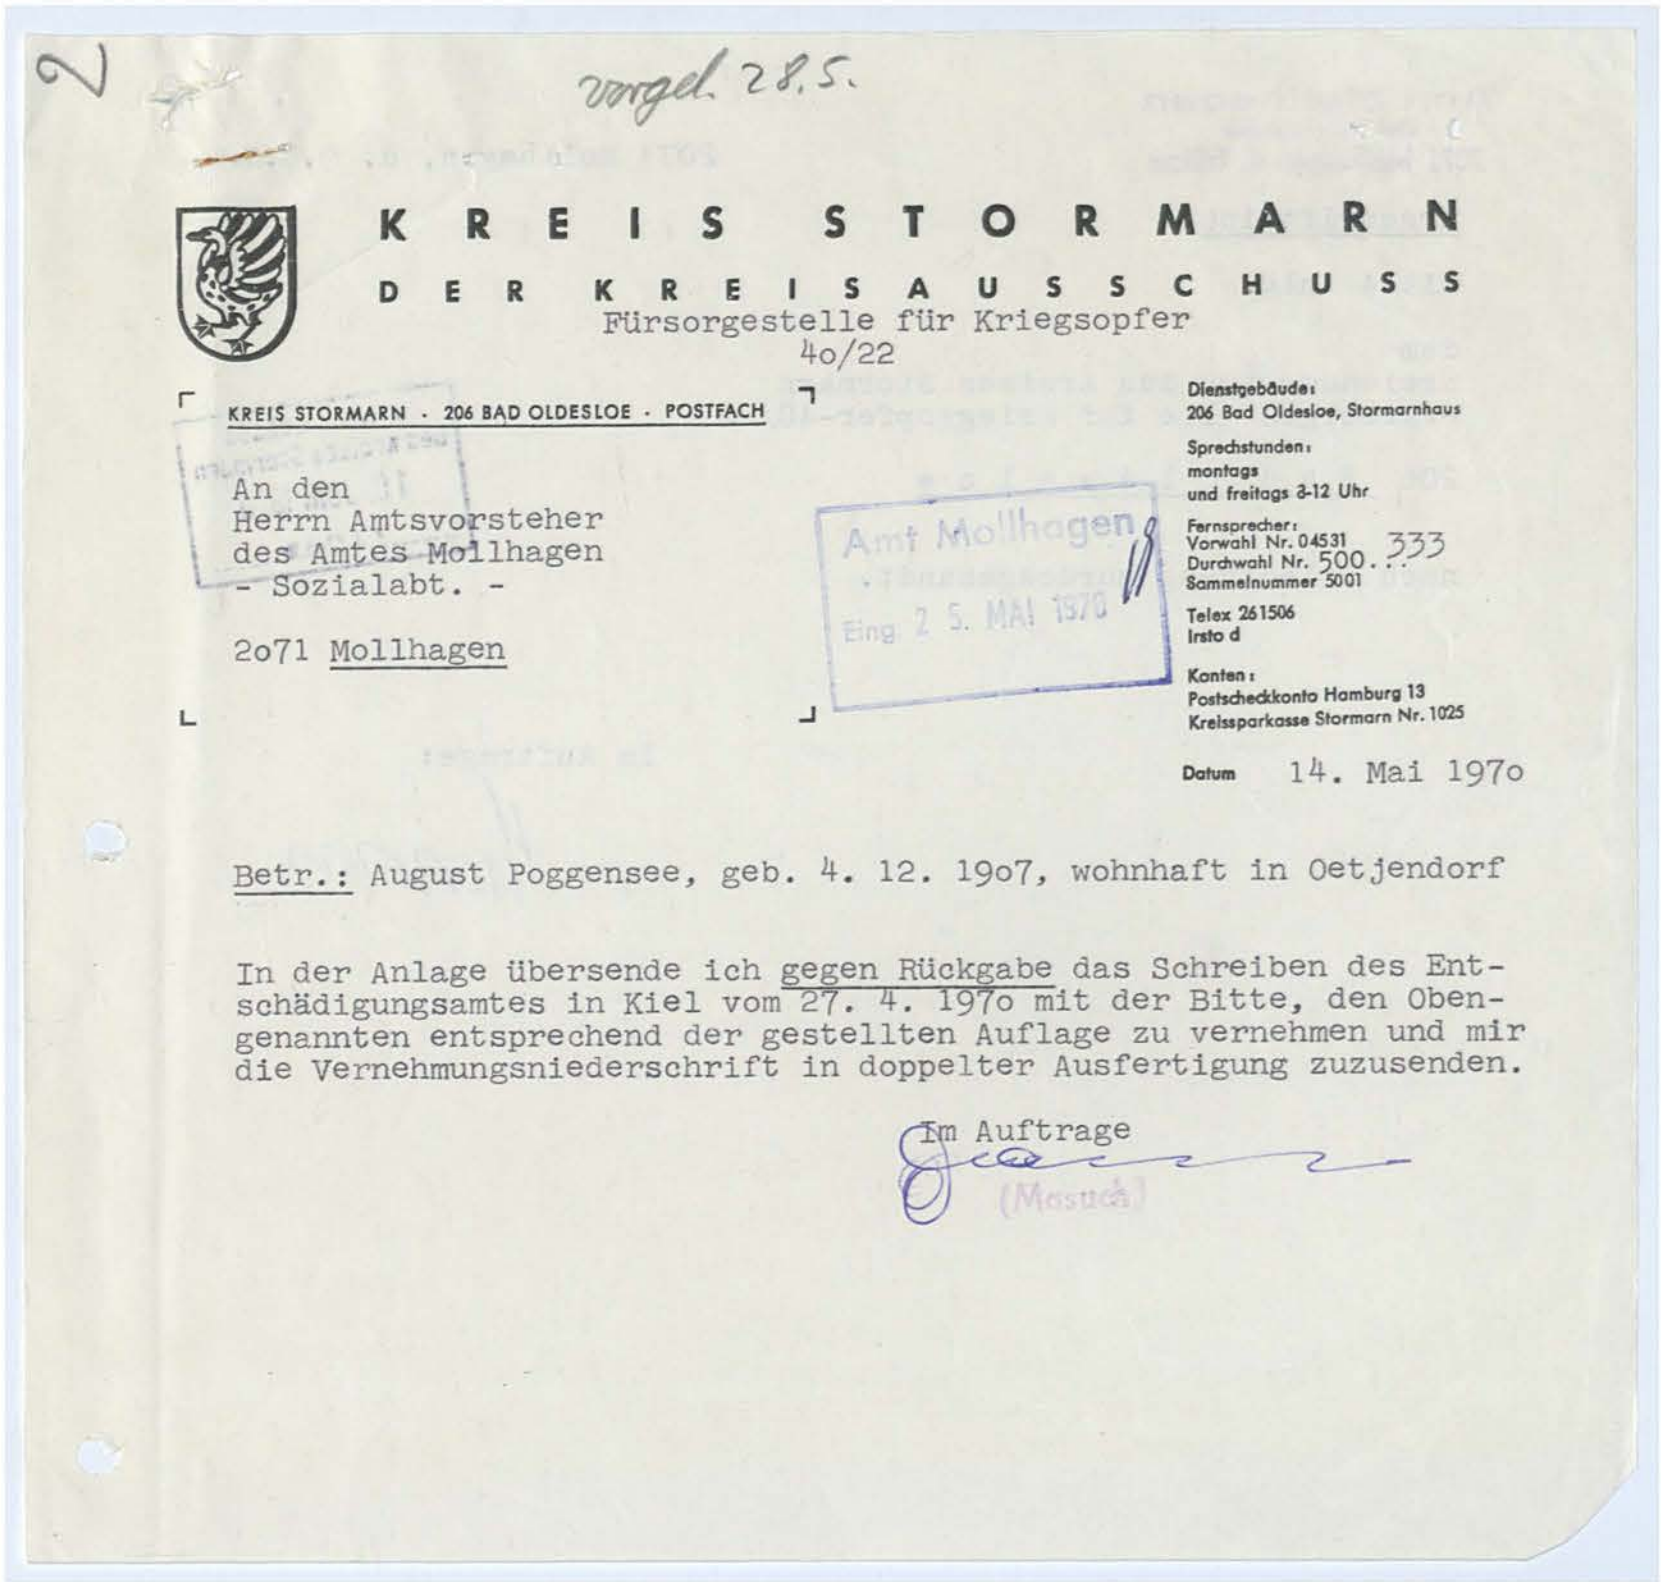 2
vorgel. 28.5.
KREIS STORMARN
DER KREISAUSSCHUSS
Fürsorgestelle für Kriegsopfer
4o/22
KREIS STORMARN · 206 BAD OLDESLOE · POSTFACH
An den
Herrn Amtsvorsteher
des Amtes Mollhagen
- Sozialabt. -
2o71 Mollhagen
Amt Mollhagen
Eing. 25. MAI 1970
Dienstgebäude:
206 Bad Oldesloe, Stormarnhaus
Sprechstunden:
montags
und freitags 8-12 Uhr
Fernsprecher:
Vorwahl Nr. 04531
Durchwahl Nr. 500... 333
Sammelnummer 5001
Telex 261506
lrsto d
Konten:
Postscheckkonto Hamburg 13
Kreissparkasse Stormarn Nr. 1025
Datum 14. Mai 197o
Betr.: August Poggensee, geb. 4. 12. 19o7, wohnhaft in Oetjendorf
In der Anlage übersende ich gegen Rückgabe das Schreiben des Ent-
schädigungsamtes in Kiel vom 27. 4. 197o mit der Bitte, den Oben-
genannten entsprechend der gestellten Auflage zu vernehmen und mir
die Vernehmungsniederschrift in doppelter Ausfertigung zuzusenden.
Im Auftrage
(Masuch)